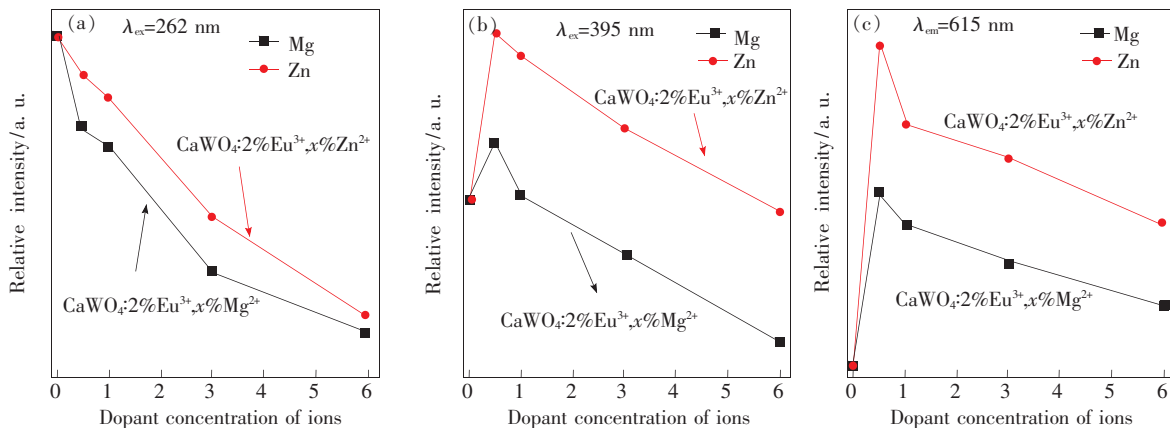 (a)
λex=262 nm
Mg
Zn
CaWO₄:2%Eu³⁺,x%Zn²⁺
CaWO₄:2%Eu³⁺,x%Mg²⁺
Relative intensity/a. u.
0 1 2 3 4 5 6
Dopant concentration of ions
(b)
λex=395 nm
Mg
Zn
CaWO₄:2%Eu³⁺,x%Zn²⁺
CaWO₄:2%Eu³⁺,x%Mg²⁺
Relative intensity/a. u.
0 1 2 3 4 5 6
Dopant concentration of ions
(c)
λem=615 nm
Mg
Zn
CaWO₄:2%Eu³⁺,x%Zn²⁺
CaWO₄:2%Eu³⁺,x%Mg²⁺
Relative intensity/a. u.
0 1 2 3 4 5 6
Dopant concentration of ions